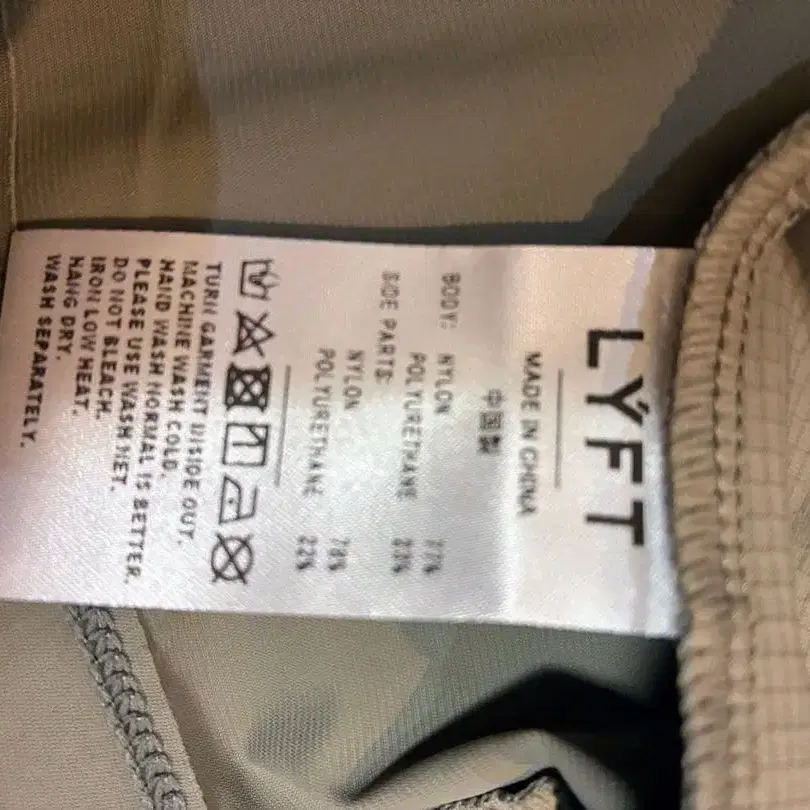 LÝFT
MADE IN CHINA
中国製
BODY: NYLON 77%
POLYURETHANE 23%
SIDE PARTS:
NYLON 78%
POLYURETHANE 22%
TURN GARMENT INSIDE OUT.
MACHINE WASH COLD.
HAND WASH NORMAL IS BETTER.
PLEASE USE WASH NET.
DO NOT BLEACH.
IRON LOW HEAT.
HANG DRY.
WASH SEPARATELY.